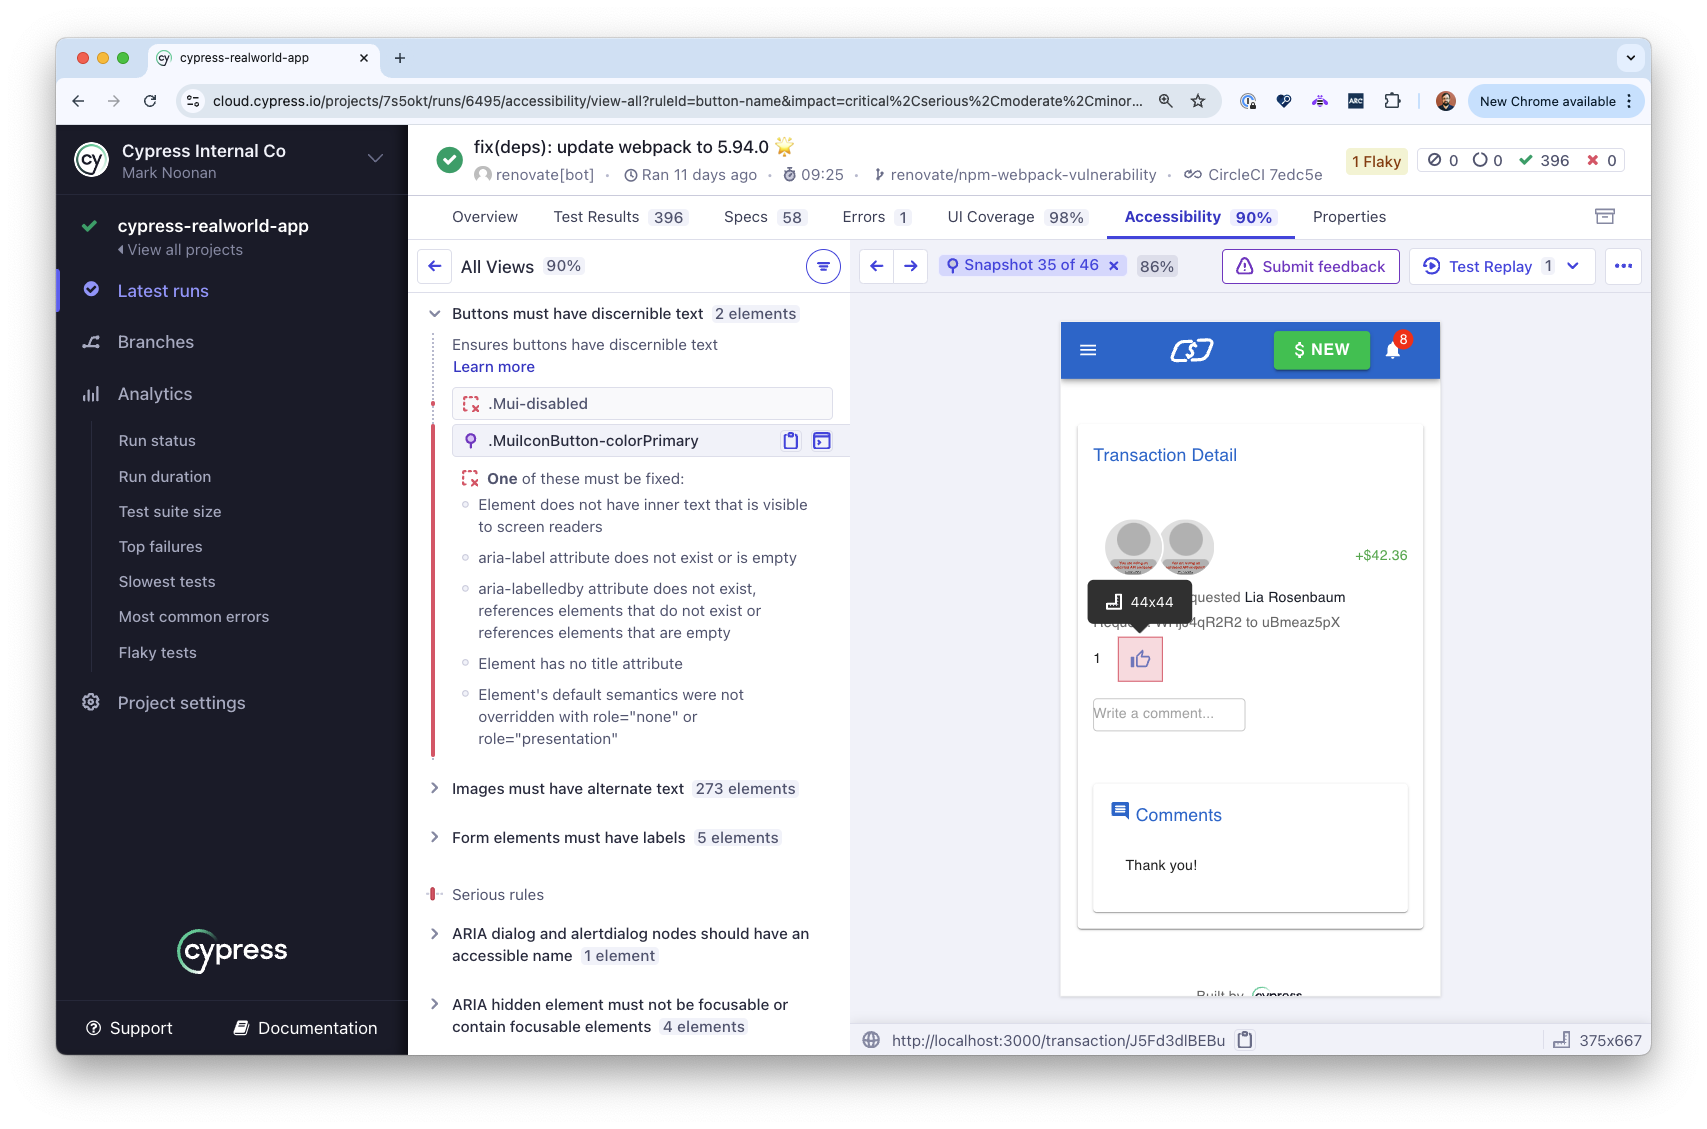 cypress-realworld-app
cloud.cypress.io/projects/7s5okt/runs/6495/accessibility/view-all?ruleId=button-name&impact=critical%2Cserious%2Cmoderate%2Cminor...
ARC
New Chrome available
cy
Cypress Internal Co
Mark Noonan
cypress-realworld-app
View all projects
Latest runs
Branches
Analytics
Run status
Run duration
Test suite size
Top failures
Slowest tests
Most common errors
Flaky tests
Project settings
cypress
Support
Documentation
fix(deps): update webpack to 5.94.0
renovate[bot] · Ran 11 days ago · 09:25 · renovate/npm-webpack-vulnerability · CircleCI 7edc5e
1 Flaky
0 0 396 0
Overview
Test Results 396
Specs 58
Errors 1
UI Coverage 98%
Accessibility 90%
Properties
All Views 90%
Buttons must have discernible text 2 elements
Ensures buttons have discernible text
Learn more
.Mui-disabled
.MuiIconButton-colorPrimary
One of these must be fixed:
Element does not have inner text that is visible
to screen readers
aria-label attribute does not exist or is empty
aria-labelledby attribute does not exist,
references elements that do not exist or
references elements that are empty
Element has no title attribute
Element's default semantics were not
overridden with role="none" or
role="presentation"
Images must have alternate text 273 elements
Form elements must have labels 5 elements
Serious rules
ARIA dialog and alertdialog nodes should have an
accessible name 1 element
ARIA hidden element must not be focusable or
contain focusable elements 4 elements
Snapshot 35 of 46
86%
Submit feedback
Test Replay 1
$ NEW
8
Transaction Detail
+$42.36
44x44
quested Lia Rosenbaum
to uBmeaz5pX
1
Write a comment...
Comments
Thank you!
Built by cypress
http://localhost:3000/transaction/J5Fd3dlBEBu
375x667